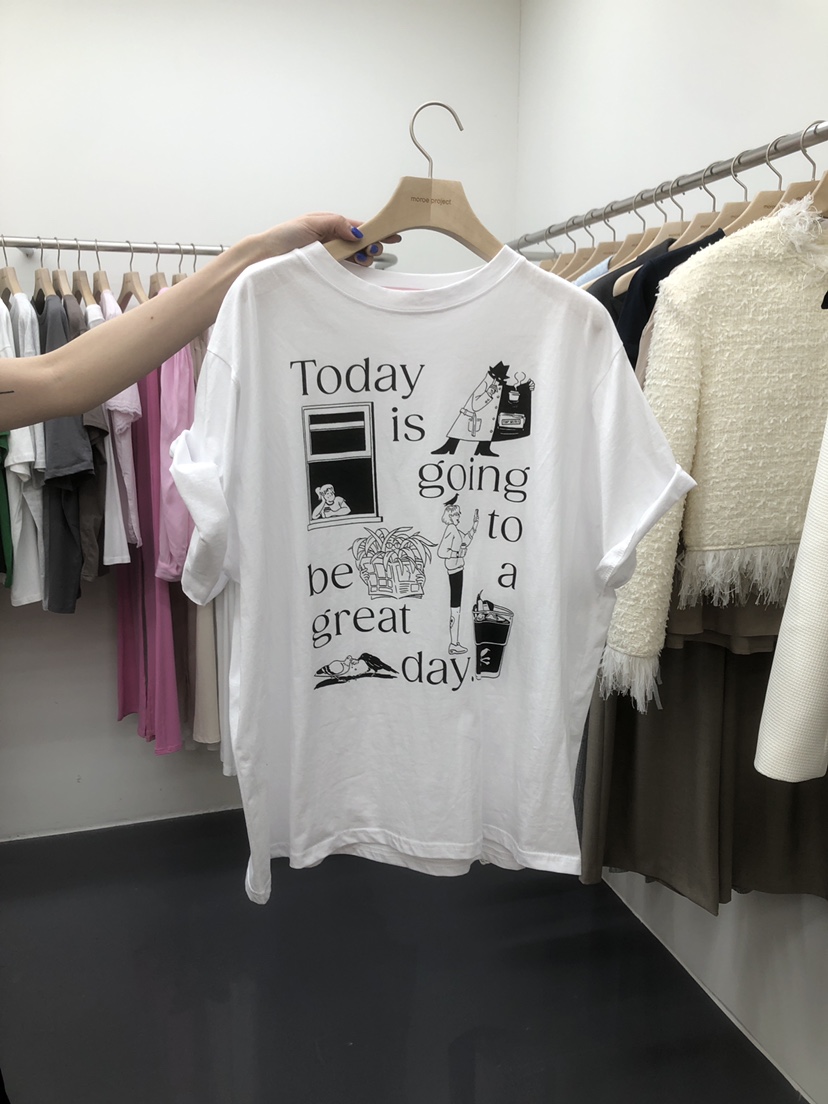 Today
is
going
to
be a
great
day.